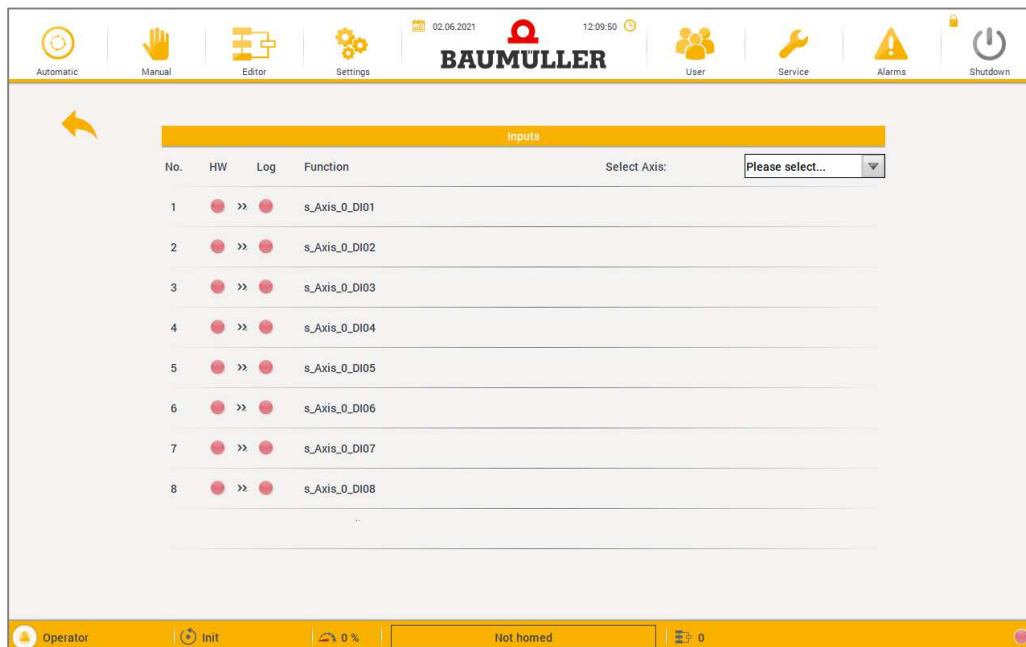 02.06.2021 12:09:50
BAUMÜLLER
Automatic Manual Editor Settings User Service Alarms Shutdown
Inputs
No. HW Log Function Select Axis: Please select...
1 >> s_Axis_0_DI01
2 >> s_Axis_0_DI02
3 >> s_Axis_0_DI03
4 >> s_Axis_0_DI04
5 >> s_Axis_0_DI05
6 >> s_Axis_0_DI06
7 >> s_Axis_0_DI07
8 >> s_Axis_0_DI08
Operator Init 0 % Not homed 0